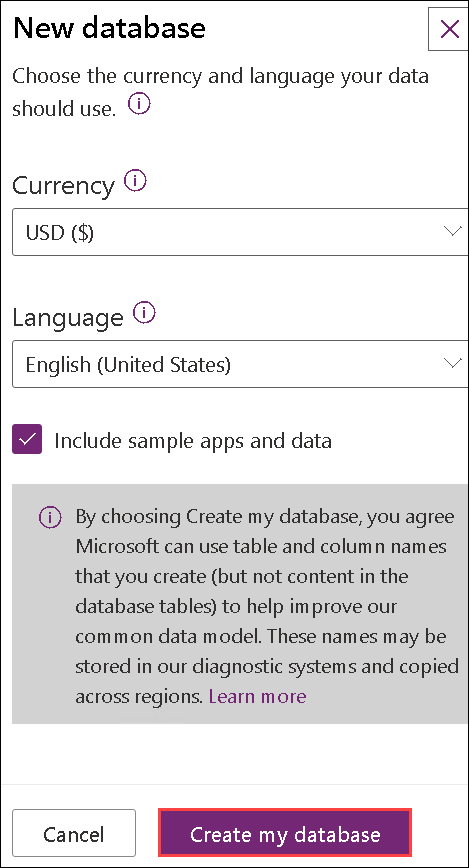 New database
Choose the currency and language your data
should use.
Currency
USD ($)
Language
English (United States)
Include sample apps and data
By choosing Create my database, you agree
Microsoft can use table and column names
that you create (but not content in the
database tables) to help improve our
common data model. These names may be
stored in our diagnostic systems and copied
across regions. Learn more
Cancel
Create my database